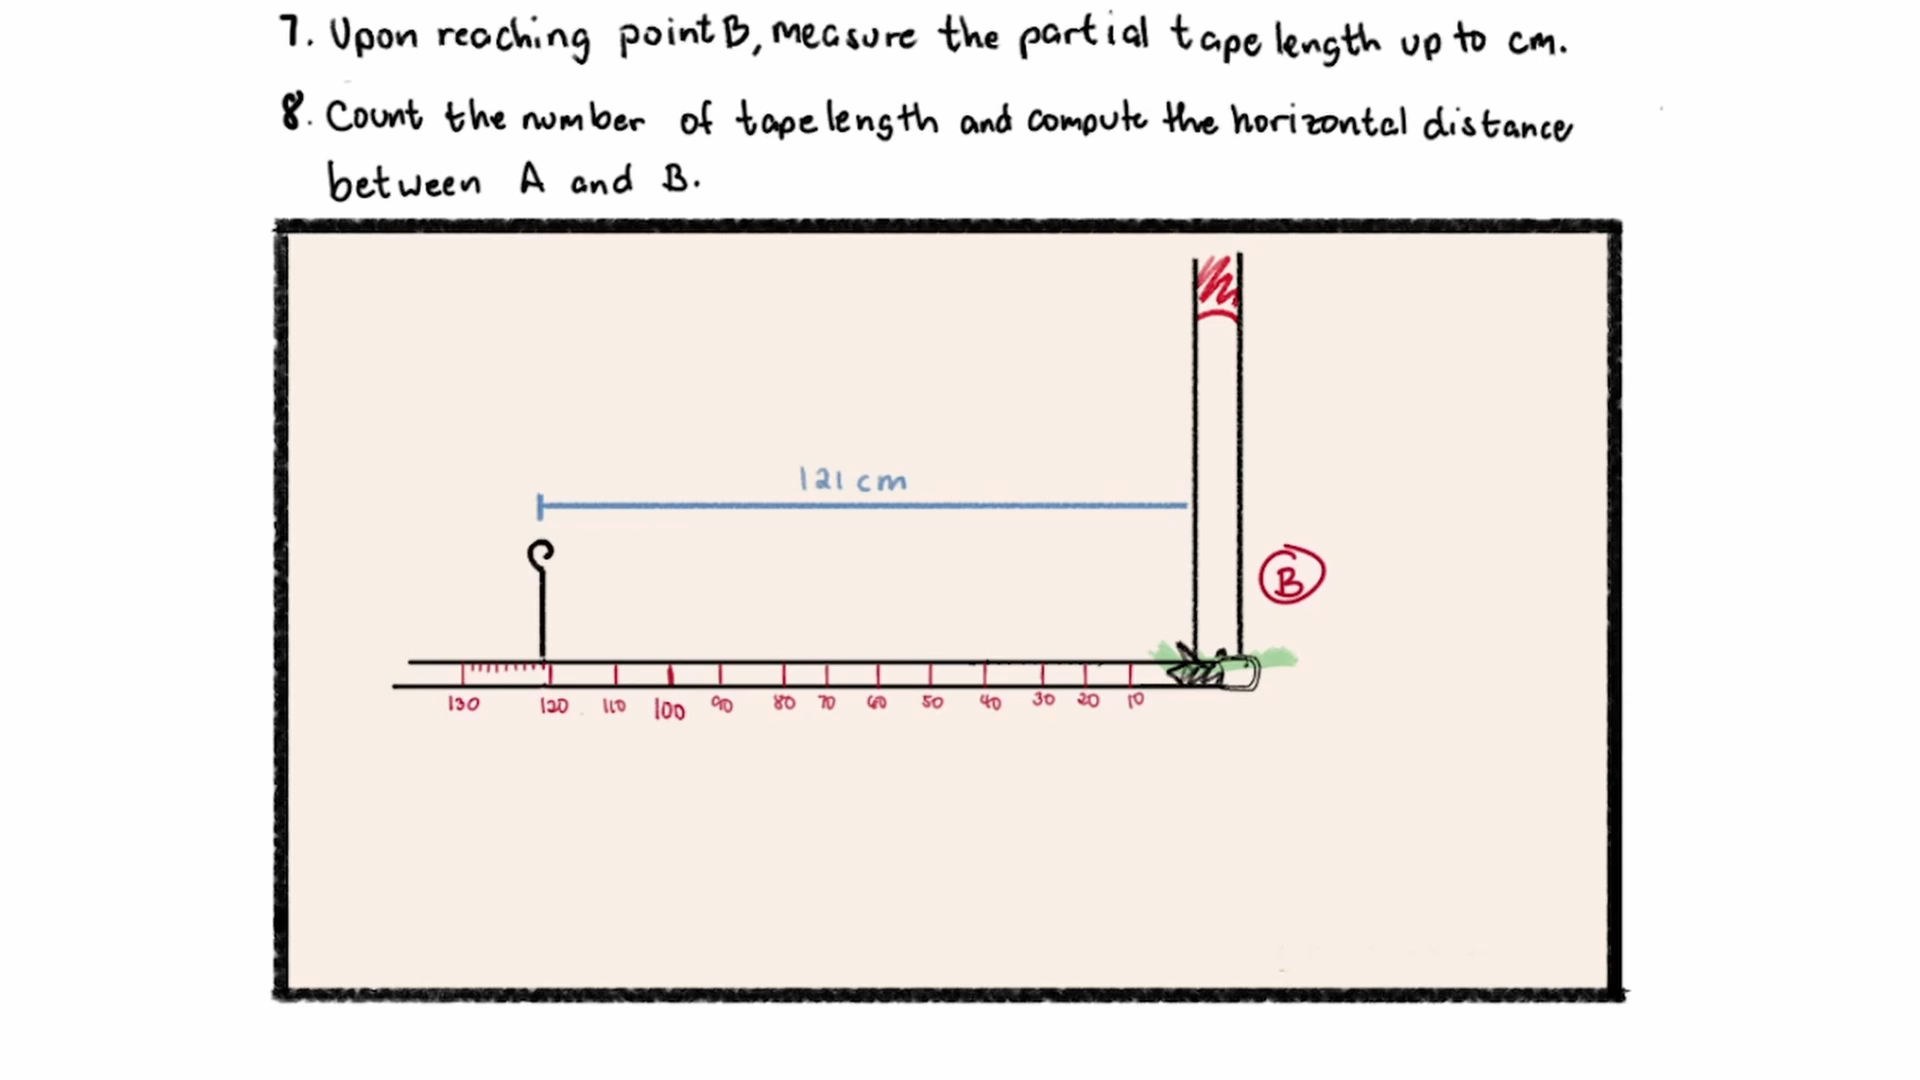 7. Upon reaching point B, measure the partial tape length up to cm.
8. Count the number of tape length and compute the horizontal distance
between A and B.
121 cm
B
130 120 110 100 90 80 70 60 50 40 30 20 10